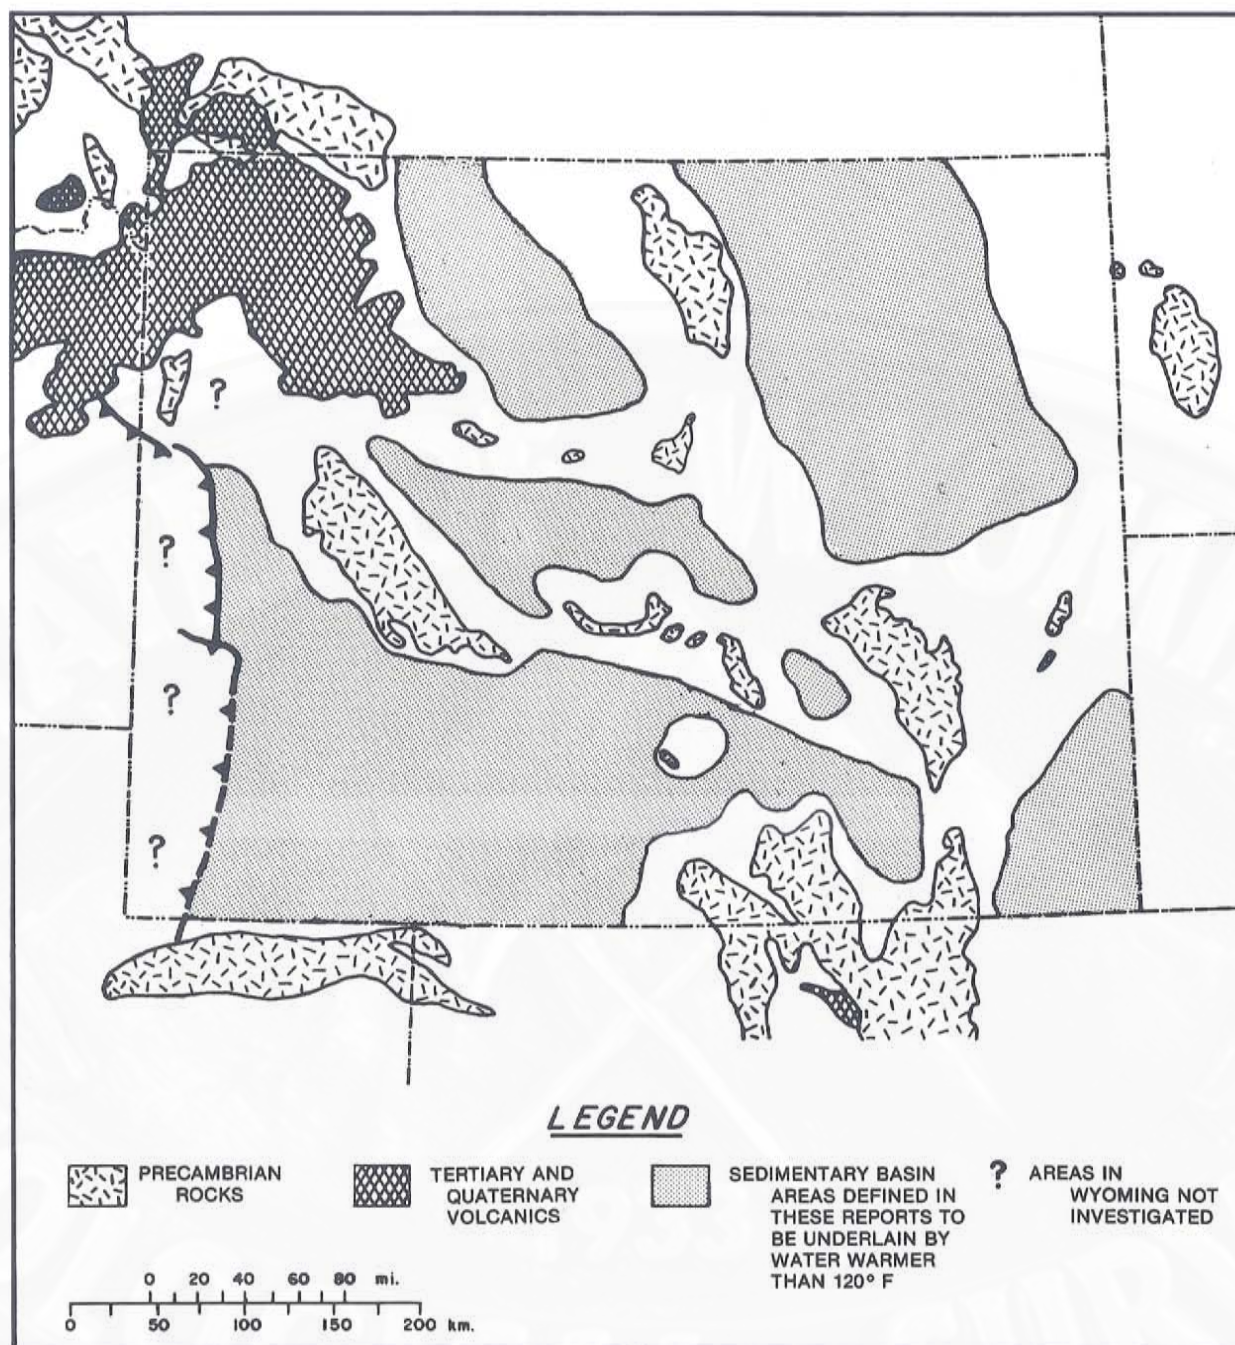 ?
?
?
?
LEGEND
PRECAMBRIAN
ROCKS
TERTIARY AND
QUATERNARY
VOLCANICS
SEDIMENTARY BASIN
AREAS DEFINED IN
THESE REPORTS TO
BE UNDERLAIN BY
WATER WARMER
THAN 120° F
? AREAS IN
WYOMING NOT
INVESTIGATED
0 20 40 60 80 mi.
0 50 100 150 200 km.